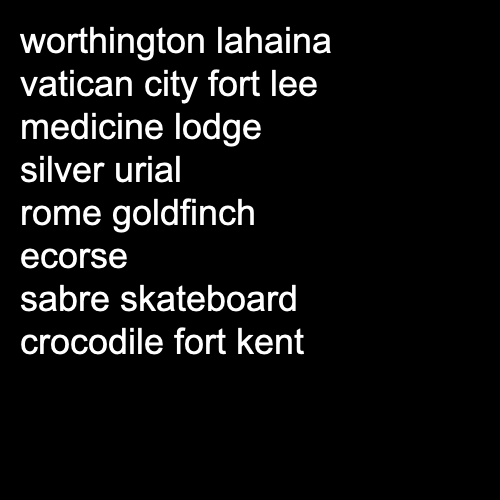 worthington lahaina
vatican city fort lee
medicine lodge
silver urial
rome goldfinch
ecorse
sabre skateboard
crocodile fort kent